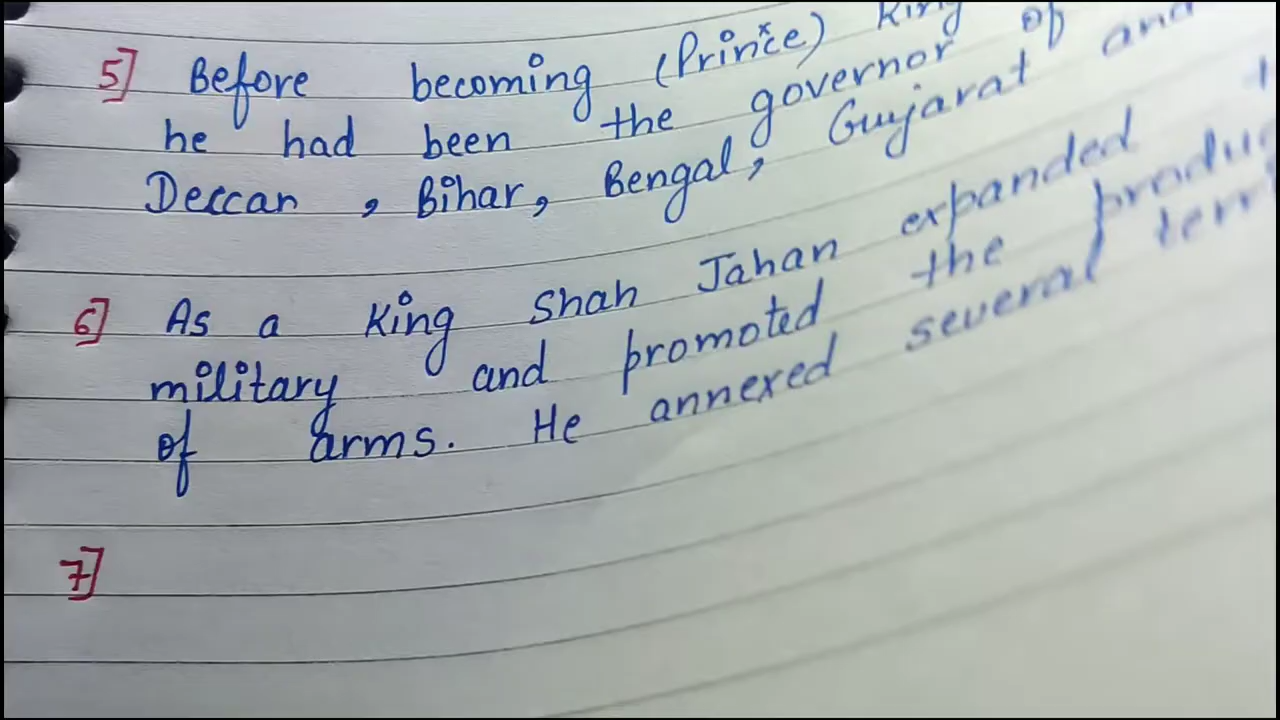 5] Before becoming (Prince) King
he had been the governor of
Deccan , Bihar, Bengal, Gujarat and
6] As a King Shah Jahan expanded
military and promoted the
of arms. He annexed several
7]